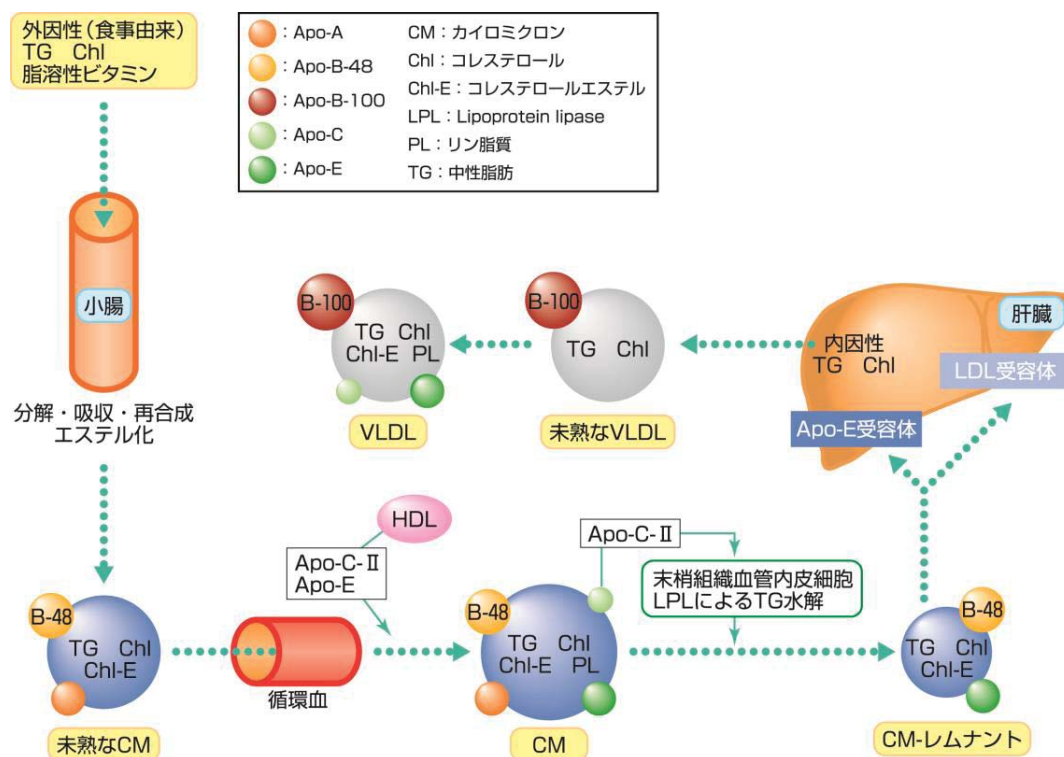 外因性（食事由来）
TG Chl
脂溶性ビタミン
：Apo-A
：Apo-B-48
：Apo-B-100
：Apo-C
：Apo-E
CM：カイロミクロン
Chl：コレステロール
Chl-E：コレステロールエステル
LPL：Lipoprotein lipase
PL：リン脂質
TG：中性脂肪
小腸
分解・吸収・再合成
エステル化
B-100
TG Chl
Chl-E PL
VLDL
B-100
TG Chl
未熟なVLDL
肝臓
内因性
TG Chl
LDL受容体
Apo-E受容体
B-48
TG Chl
Chl-E
未熟なCM
循環血
HDL
Apo-C-Ⅱ
Apo-E
B-48
TG Chl
Chl-E PL
CM
Apo-C-Ⅱ
末梢組織血管内皮細胞
LPLによるTG水解
B-48
TG Chl
Chl-E
CM-レムナント